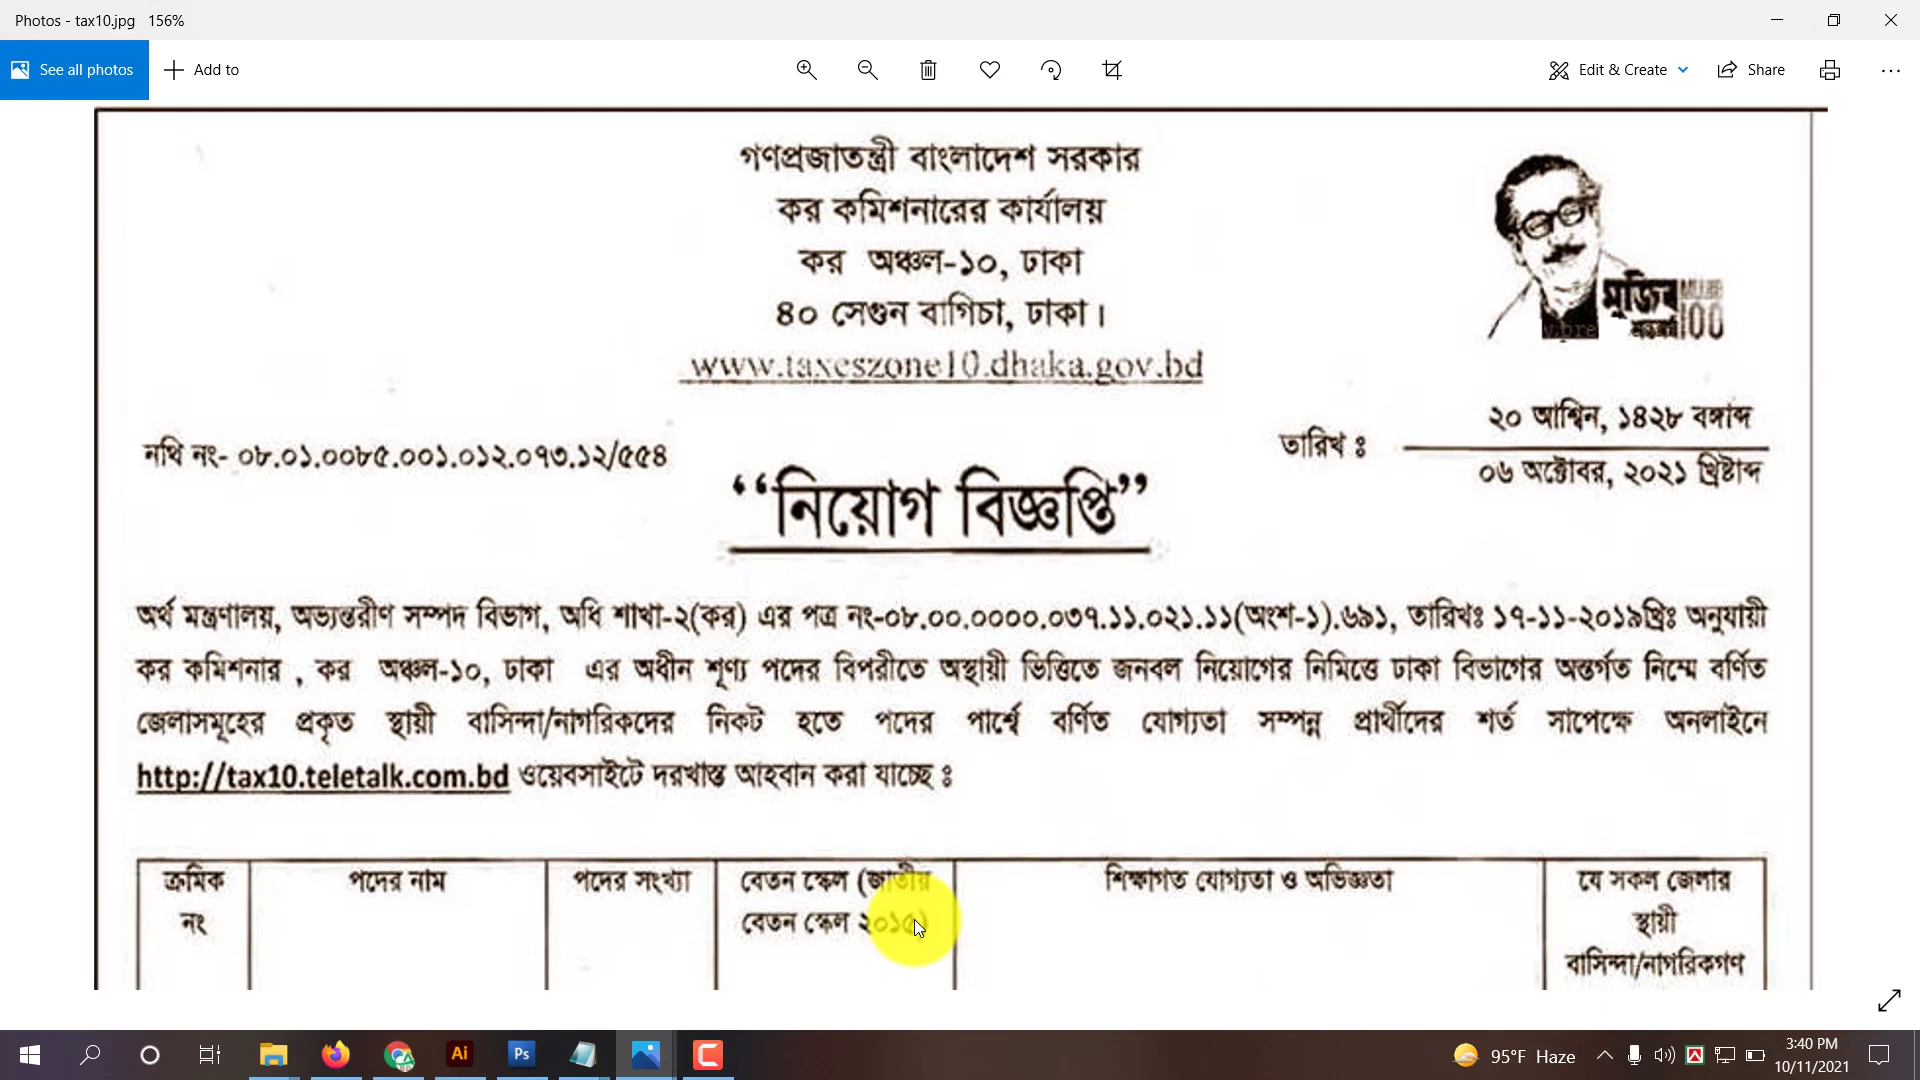 Photos - tax10.jpg 156%
See all photos
Add to
Edit & Create
Share
গণপ্রজাতন্ত্রী বাংলাদেশ সরকার
কর কমিশনারের কার্যালয়
কর অঞ্চল-১০, ঢাকা
৪০ সেগুন বাগিচা, ঢাকা।
www.taxeszone10.dhaka.gov.bd
মুজিব
100
২০ আশ্বিন, ১৪২৮ বঙ্গাব্দ
নথি নং- ০৮.০১.০০৮৫.০০১.০১২.০৭৩.১২/৫৫৪
তারিখ ঃ
০৬ অক্টোবর, ২০২১ খ্রিষ্টাব্দ
‘‘নিয়োগ বিজ্ঞপ্তি’’
অর্থ মন্ত্রণালয়, অভ্যন্তরীণ সম্পদ বিভাগ, অধি শাখা-২(কর) এর পত্র নং-০৮.০০.০০০০.০৩৭.১১.০২১.১১(অংশ-১).৬৯১, তারিখঃ ১৭-১১-২০১৯খ্রিঃ অনুযায়ী
কর কমিশনার , কর অঞ্চল-১০, ঢাকা এর অধীন শূণ্য পদের বিপরীতে অস্থায়ী ভিত্তিতে জনবল নিয়োগের নিমিত্তে ঢাকা বিভাগের অন্তর্গত নিম্মে বর্ণিত
জেলাসমূহের প্রকৃত স্থায়ী বাসিন্দা/নাগরিকদের নিকট হতে পদের পার্শ্বে বর্ণিত যোগ্যতা সম্পন্ন প্রার্থীদের শর্ত সাপেক্ষে অনলাইনে
http://tax10.teletalk.com.bd ওয়েবসাইটে দরখাস্ত আহবান করা যাচ্ছে ঃ
ক্রমিক নং
পদের নাম
পদের সংখ্যা
বেতন স্কেল (জাতীয়
বেতন স্কেল ২০১৫)
শিক্ষাগত যোগ্যতা ও অভিজ্ঞতা
যে সকল জেলার
স্থায়ী
বাসিন্দা/নাগরিকগণ
Ai
Ps
95°F Haze
3:40 PM
10/11/2021